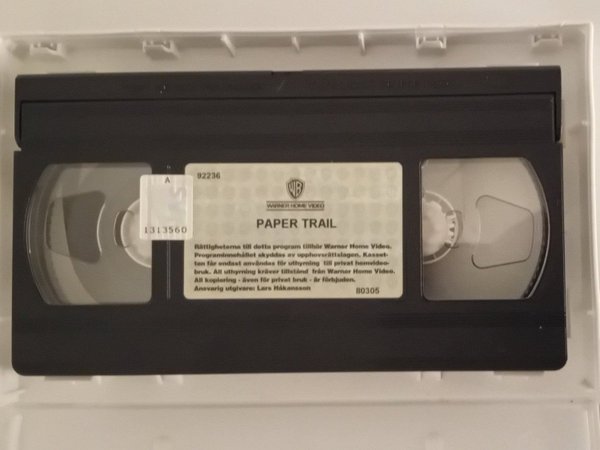 92236
A
1313560
WB
WARNER HOME VIDEO
PAPER TRAIL
Rättigheterna till detta program tillhör Warner Home Video.
Programinnehållet skyddas av upphovsrättslagen. Kasset-
ten får endast användas för uthyrning till privat hemvideo-
bruk. All uthyrning kräver tillstånd från Warner Home Video.
All kopiering - även för privat bruk - är förbjuden.
Ansvarig utgivare: Lars Håkansson
80305